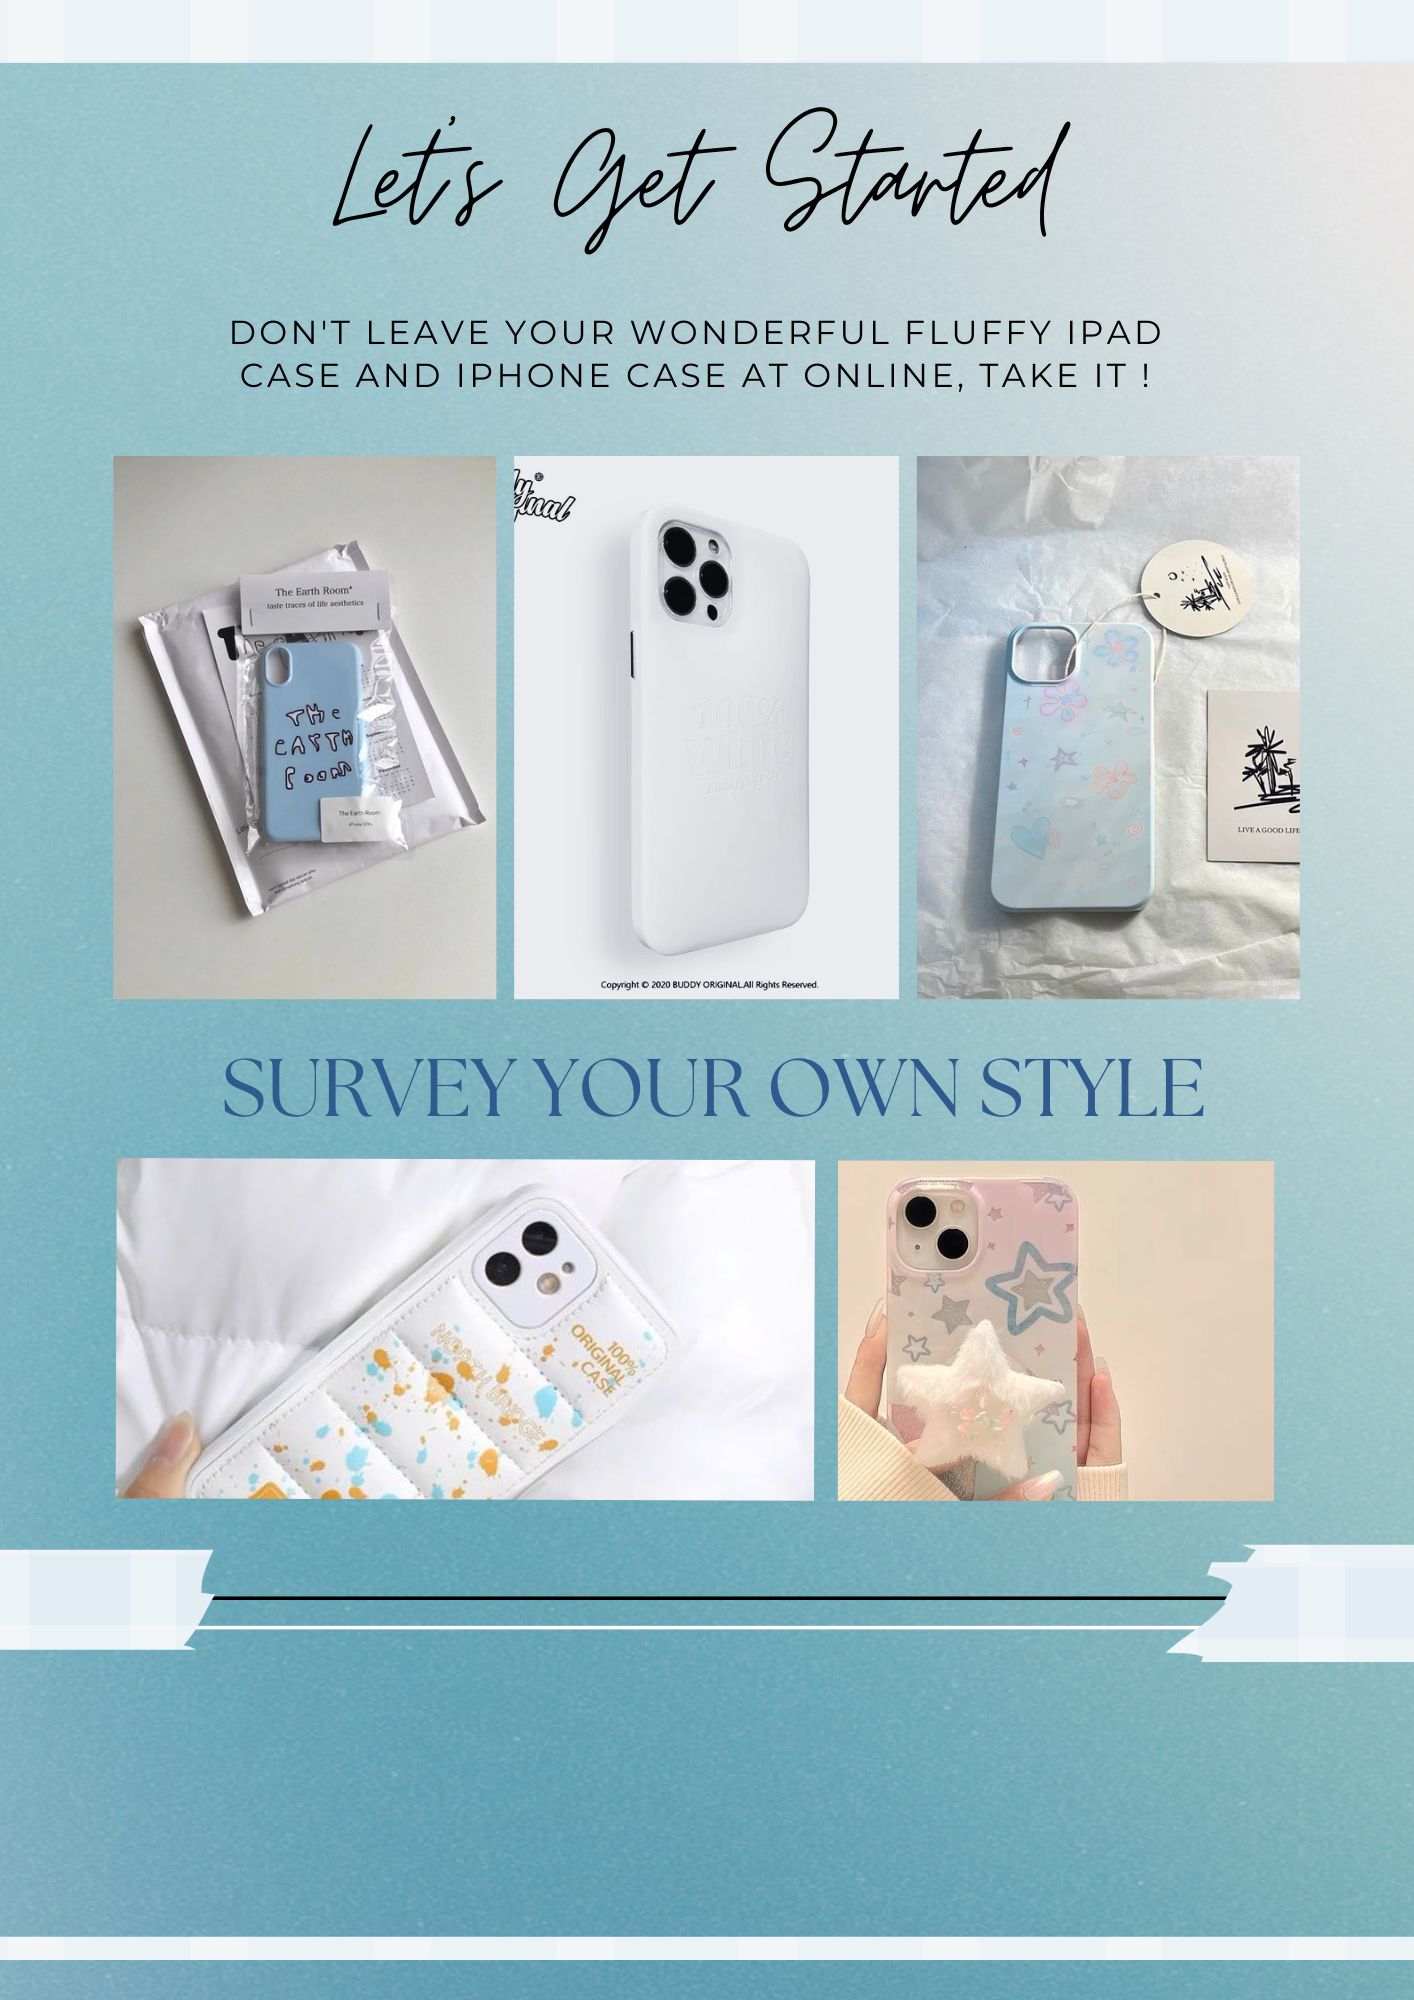 Let's Get Started
DON'T LEAVE YOUR WONDERFUL FLUFFY IPAD
CASE AND IPHONE CASE AT ONLINE, TAKE IT !
The Earth Room*
taste traces of life aesthetics
THe
EARTH
Room
The Earth Room
Copyright © 2020 BUDDY ORIGINAL.All Rights Reserved.
LIVE A GOOD LIFE
SURVEY YOUR OWN STYLE
100%
ORIGINAL
CASE
NORTH BRIDGE